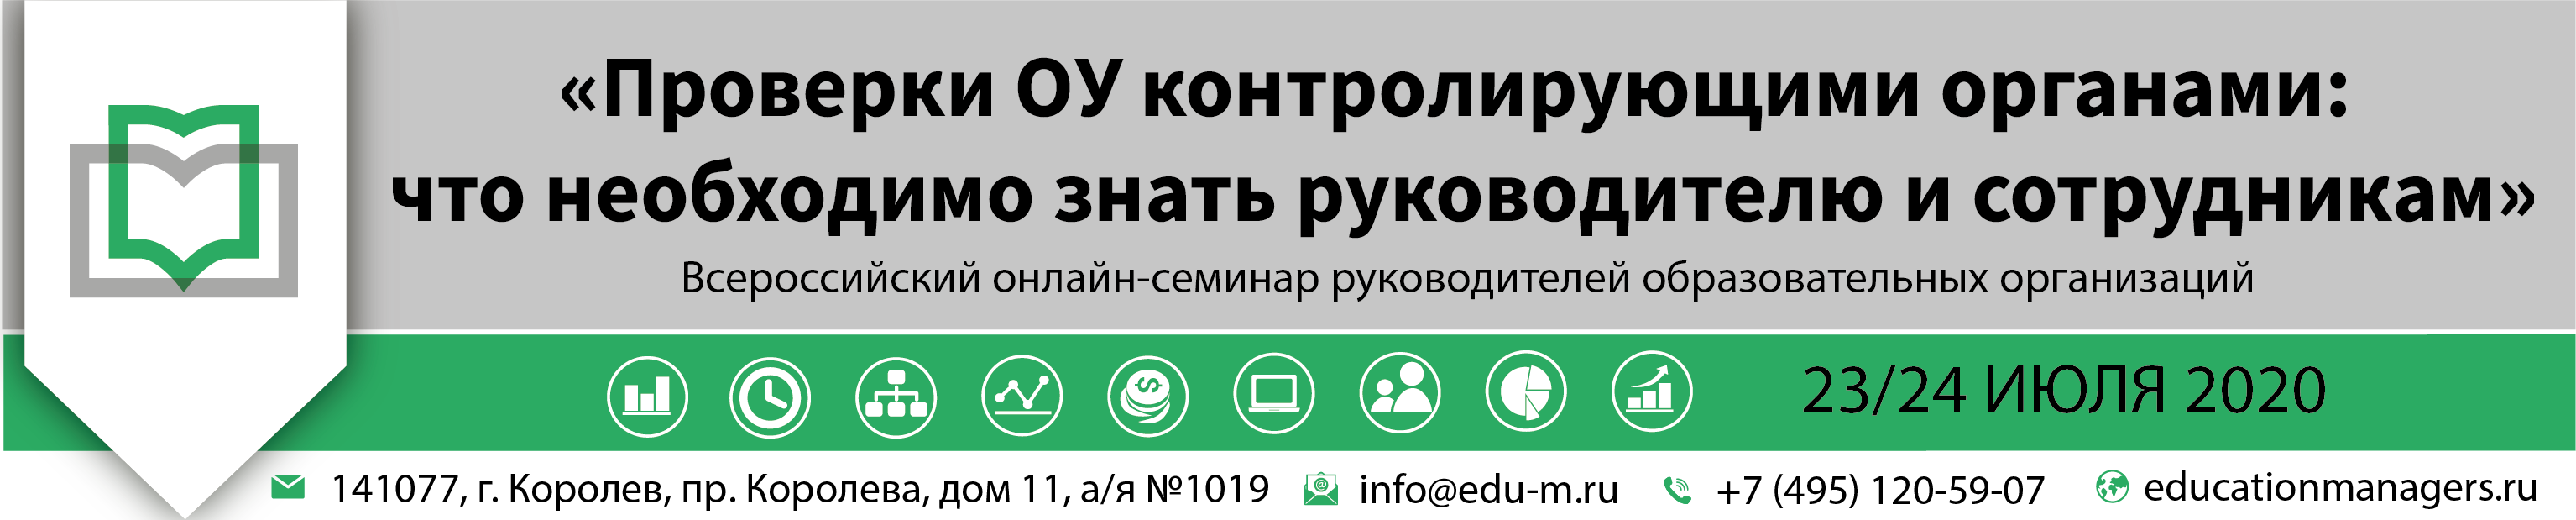 «Проверки ОУ контролирующими органами:
что необходимо знать руководителю и сотрудникам»
Всероссийский онлайн-семинар руководителей образовательных организаций
23/24 ИЮЛЯ 2020
141077, г. Королев, пр. Королева, дом 11, а/я №1019 info@edu-m.ru +7 (495) 120-59-07 educationmanagers.ru